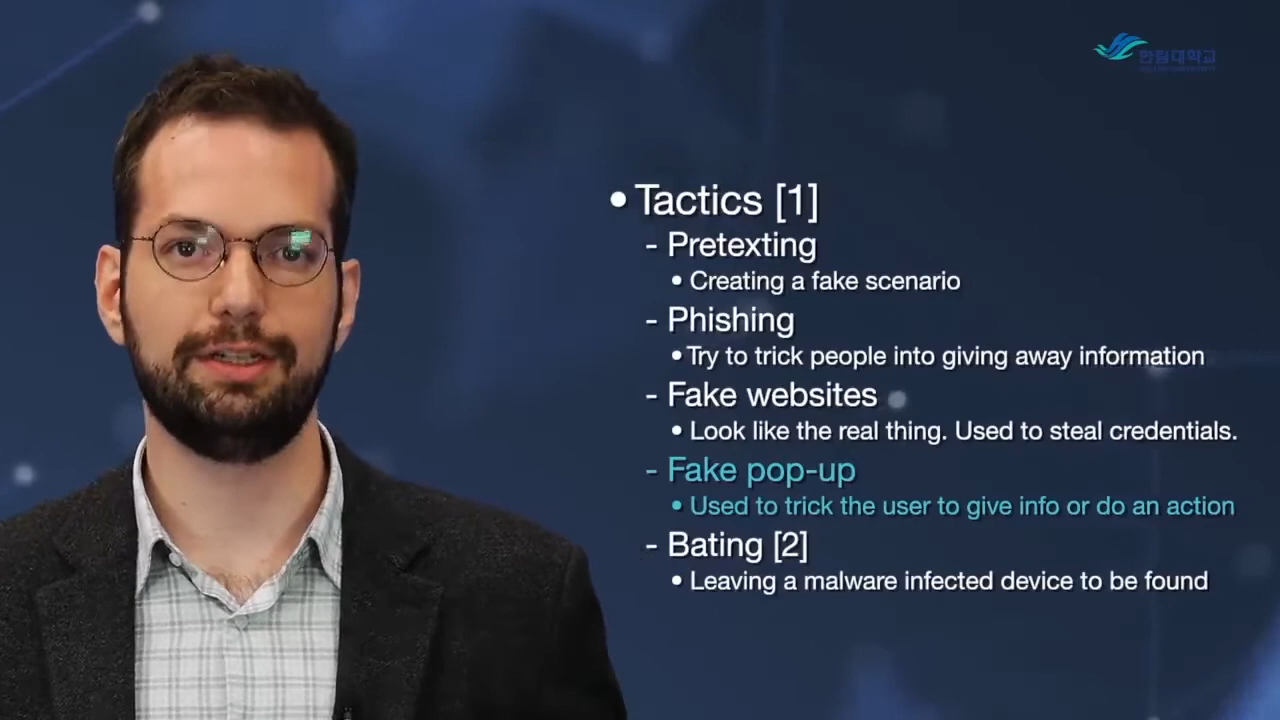 한림대학교
• Tactics [1]
- Pretexting
• Creating a fake scenario
- Phishing
• Try to trick people into giving away information
- Fake websites
• Look like the real thing. Used to steal credentials.
- Fake pop-up
• Used to trick the user to give info or do an action
- Bating [2]
• Leaving a malware infected device to be found